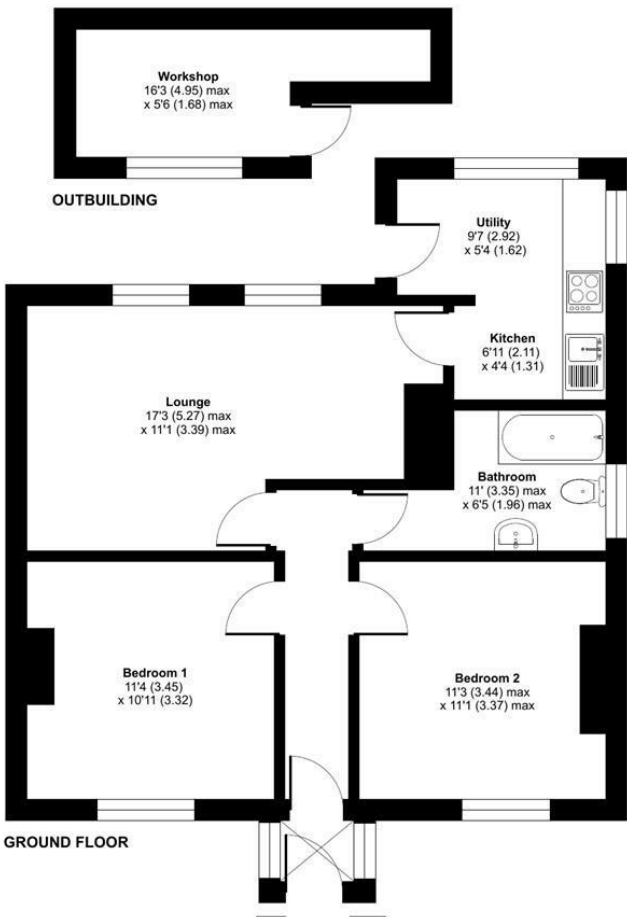 Workshop
16'3 (4.95) max
x 5'6 (1.68) max
OUTBUILDING
Utility
9'7 (2.92)
x 5'4 (1.62)
Kitchen
6'11 (2.11)
x 4'4 (1.31)
Lounge
17'3 (5.27) max
x 11'1 (3.39) max
Bathroom
11' (3.35) max
x 6'5 (1.96) max
Bedroom 1
11'4 (3.45)
x 10'11 (3.32)
Bedroom 2
11'3 (3.44) max
x 11'1 (3.37) max
GROUND FLOOR